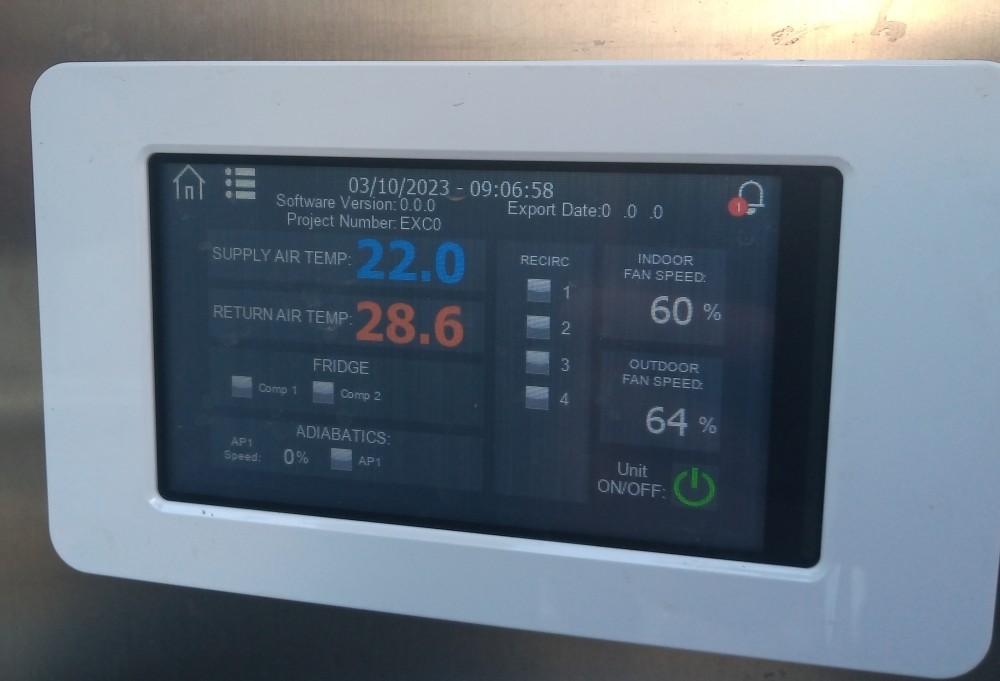 03/10/2023 - 09:06:58
Software Version: 0.0.0
Export Date:0 .0 .0
Project Number: EXC0
1
SUPPLY AIR TEMP: 22.0
RETURN AIR TEMP: 28.6
FRIDGE
Comp 1 Comp 2
ADIABATICS:
AP1
Speed: 0% AP1
RECIRC
1
2
3
4
INDOOR
FAN SPEED:
60 %
OUTDOOR
FAN SPEED:
64 %
Unit
ON/OFF: